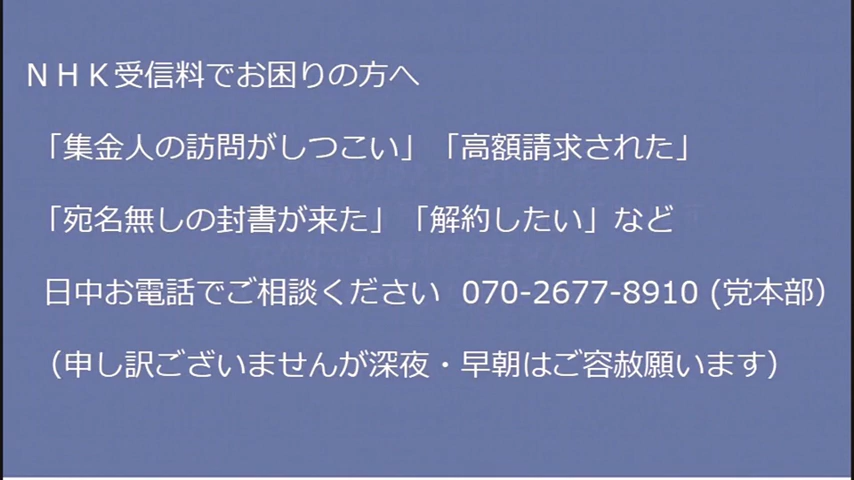 ＮＨＫ受信料でお困りの方へ
「集金人の訪問がしつこい」「高額請求された」
「宛名無しの封書が来た」「解約したい」など
日中お電話でご相談ください 070-2677-8910 (党本部）
（申し訳ございませんが深夜・早朝はご容赦願います）